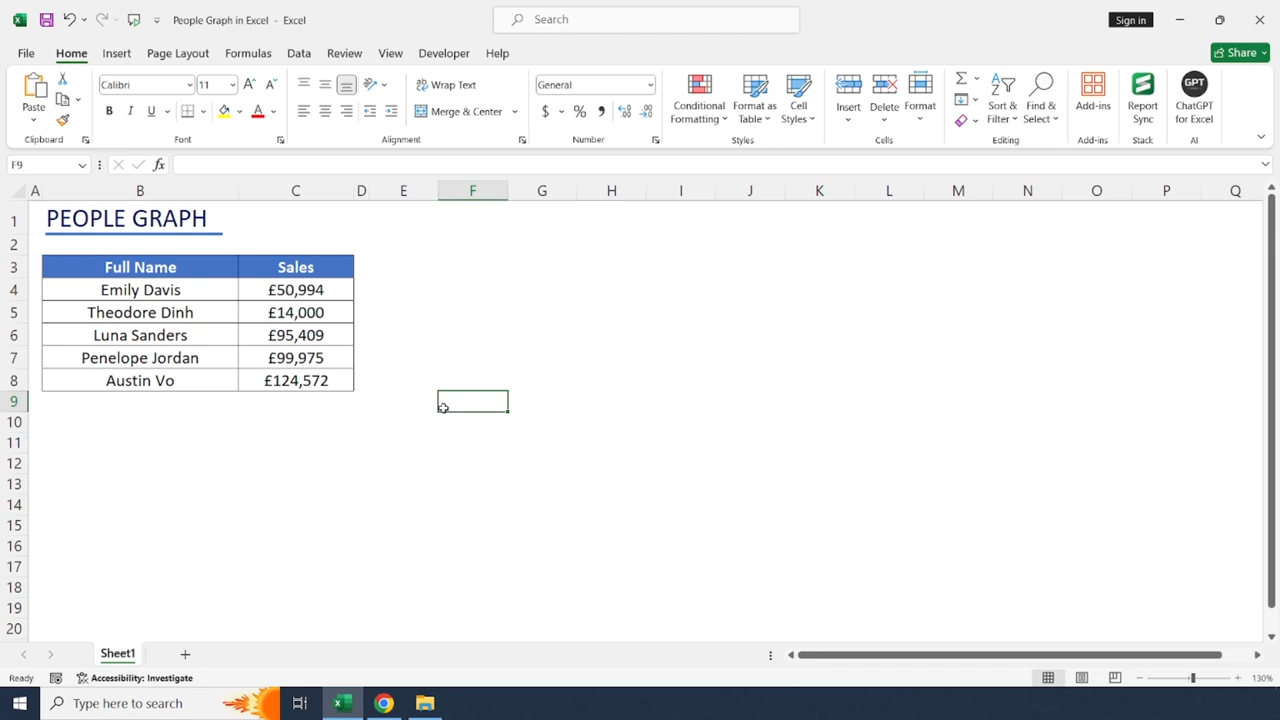 People Graph in Excel - Excel
Search
Sign in
File Home Insert Page Layout Formulas Data Review View Developer Help
Share
Paste
Calibri 11
B I U
Wrap Text
Merge & Center
General
$ % ,
Conditional Formatting
Format as Table
Cell Styles
Insert
Delete
Format
Sort & Filter
Find & Select
Add-ins
Report Sync
GPT
ChatGPT for Excel
Clipboard Font Alignment Number Styles Cells Editing Add-ins Stack AI
F9 fx
A B C D E F G H I J K L M N O P Q
1 PEOPLE GRAPH
2
3 Full Name Sales
4 Emily Davis £50,994
5 Theodore Dinh £14,000
6 Luna Sanders £95,409
7 Penelope Jordan £99,975
8 Austin Vo £124,572
9
10
11
12
13
14
15
16
17
18
19
20
Sheet1
Ready Accessibility: Investigate 130%
Type here to search